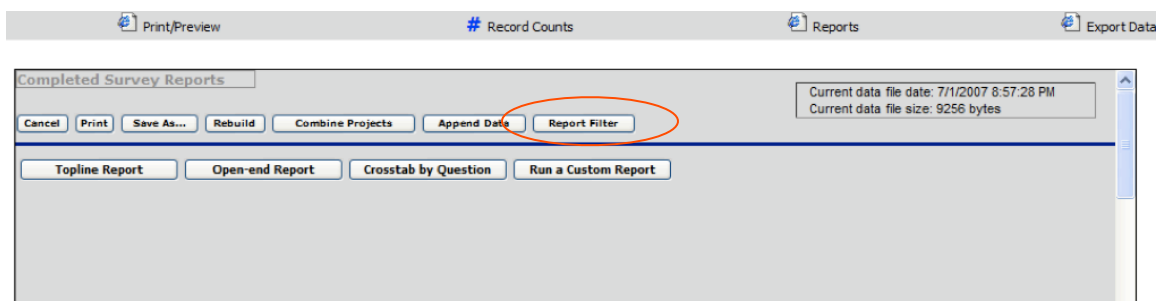 Print/Preview # Record Counts Reports Export Data
Completed Survey Reports
Current data file date: 7/1/2007 8:57:28 PM
Current data file size: 9256 bytes
Cancel Print Save As... Rebuild Combine Projects Append Data Report Filter
Topline Report Open-end Report Crosstab by Question Run a Custom Report